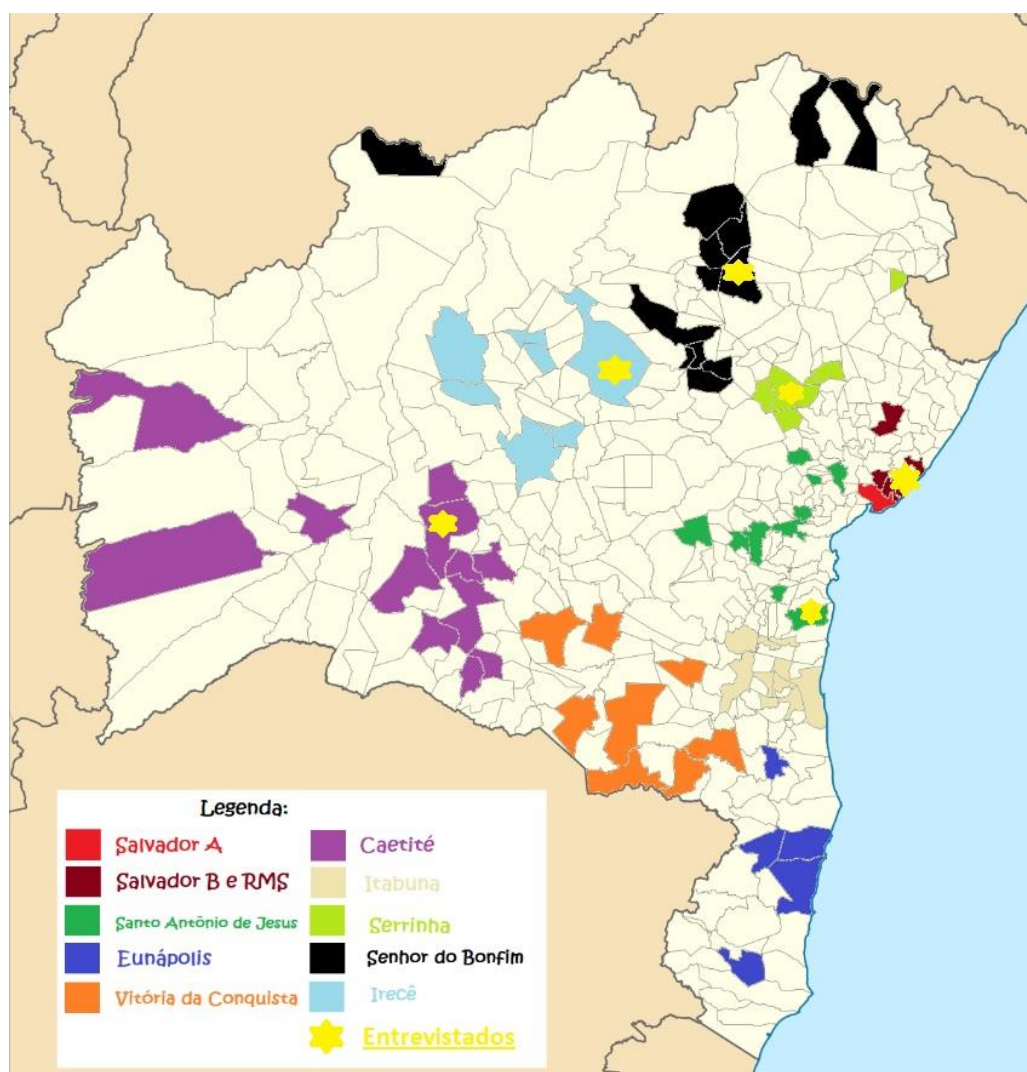 Legenda:
Salvador A
Salvador B e RMS
Santo Antônio de Jesus
Eunápolis
Vitória da Conquista
Caetité
Itabuna
Serrinha
Senhor do Bonfim
Irecê
Entrevistados